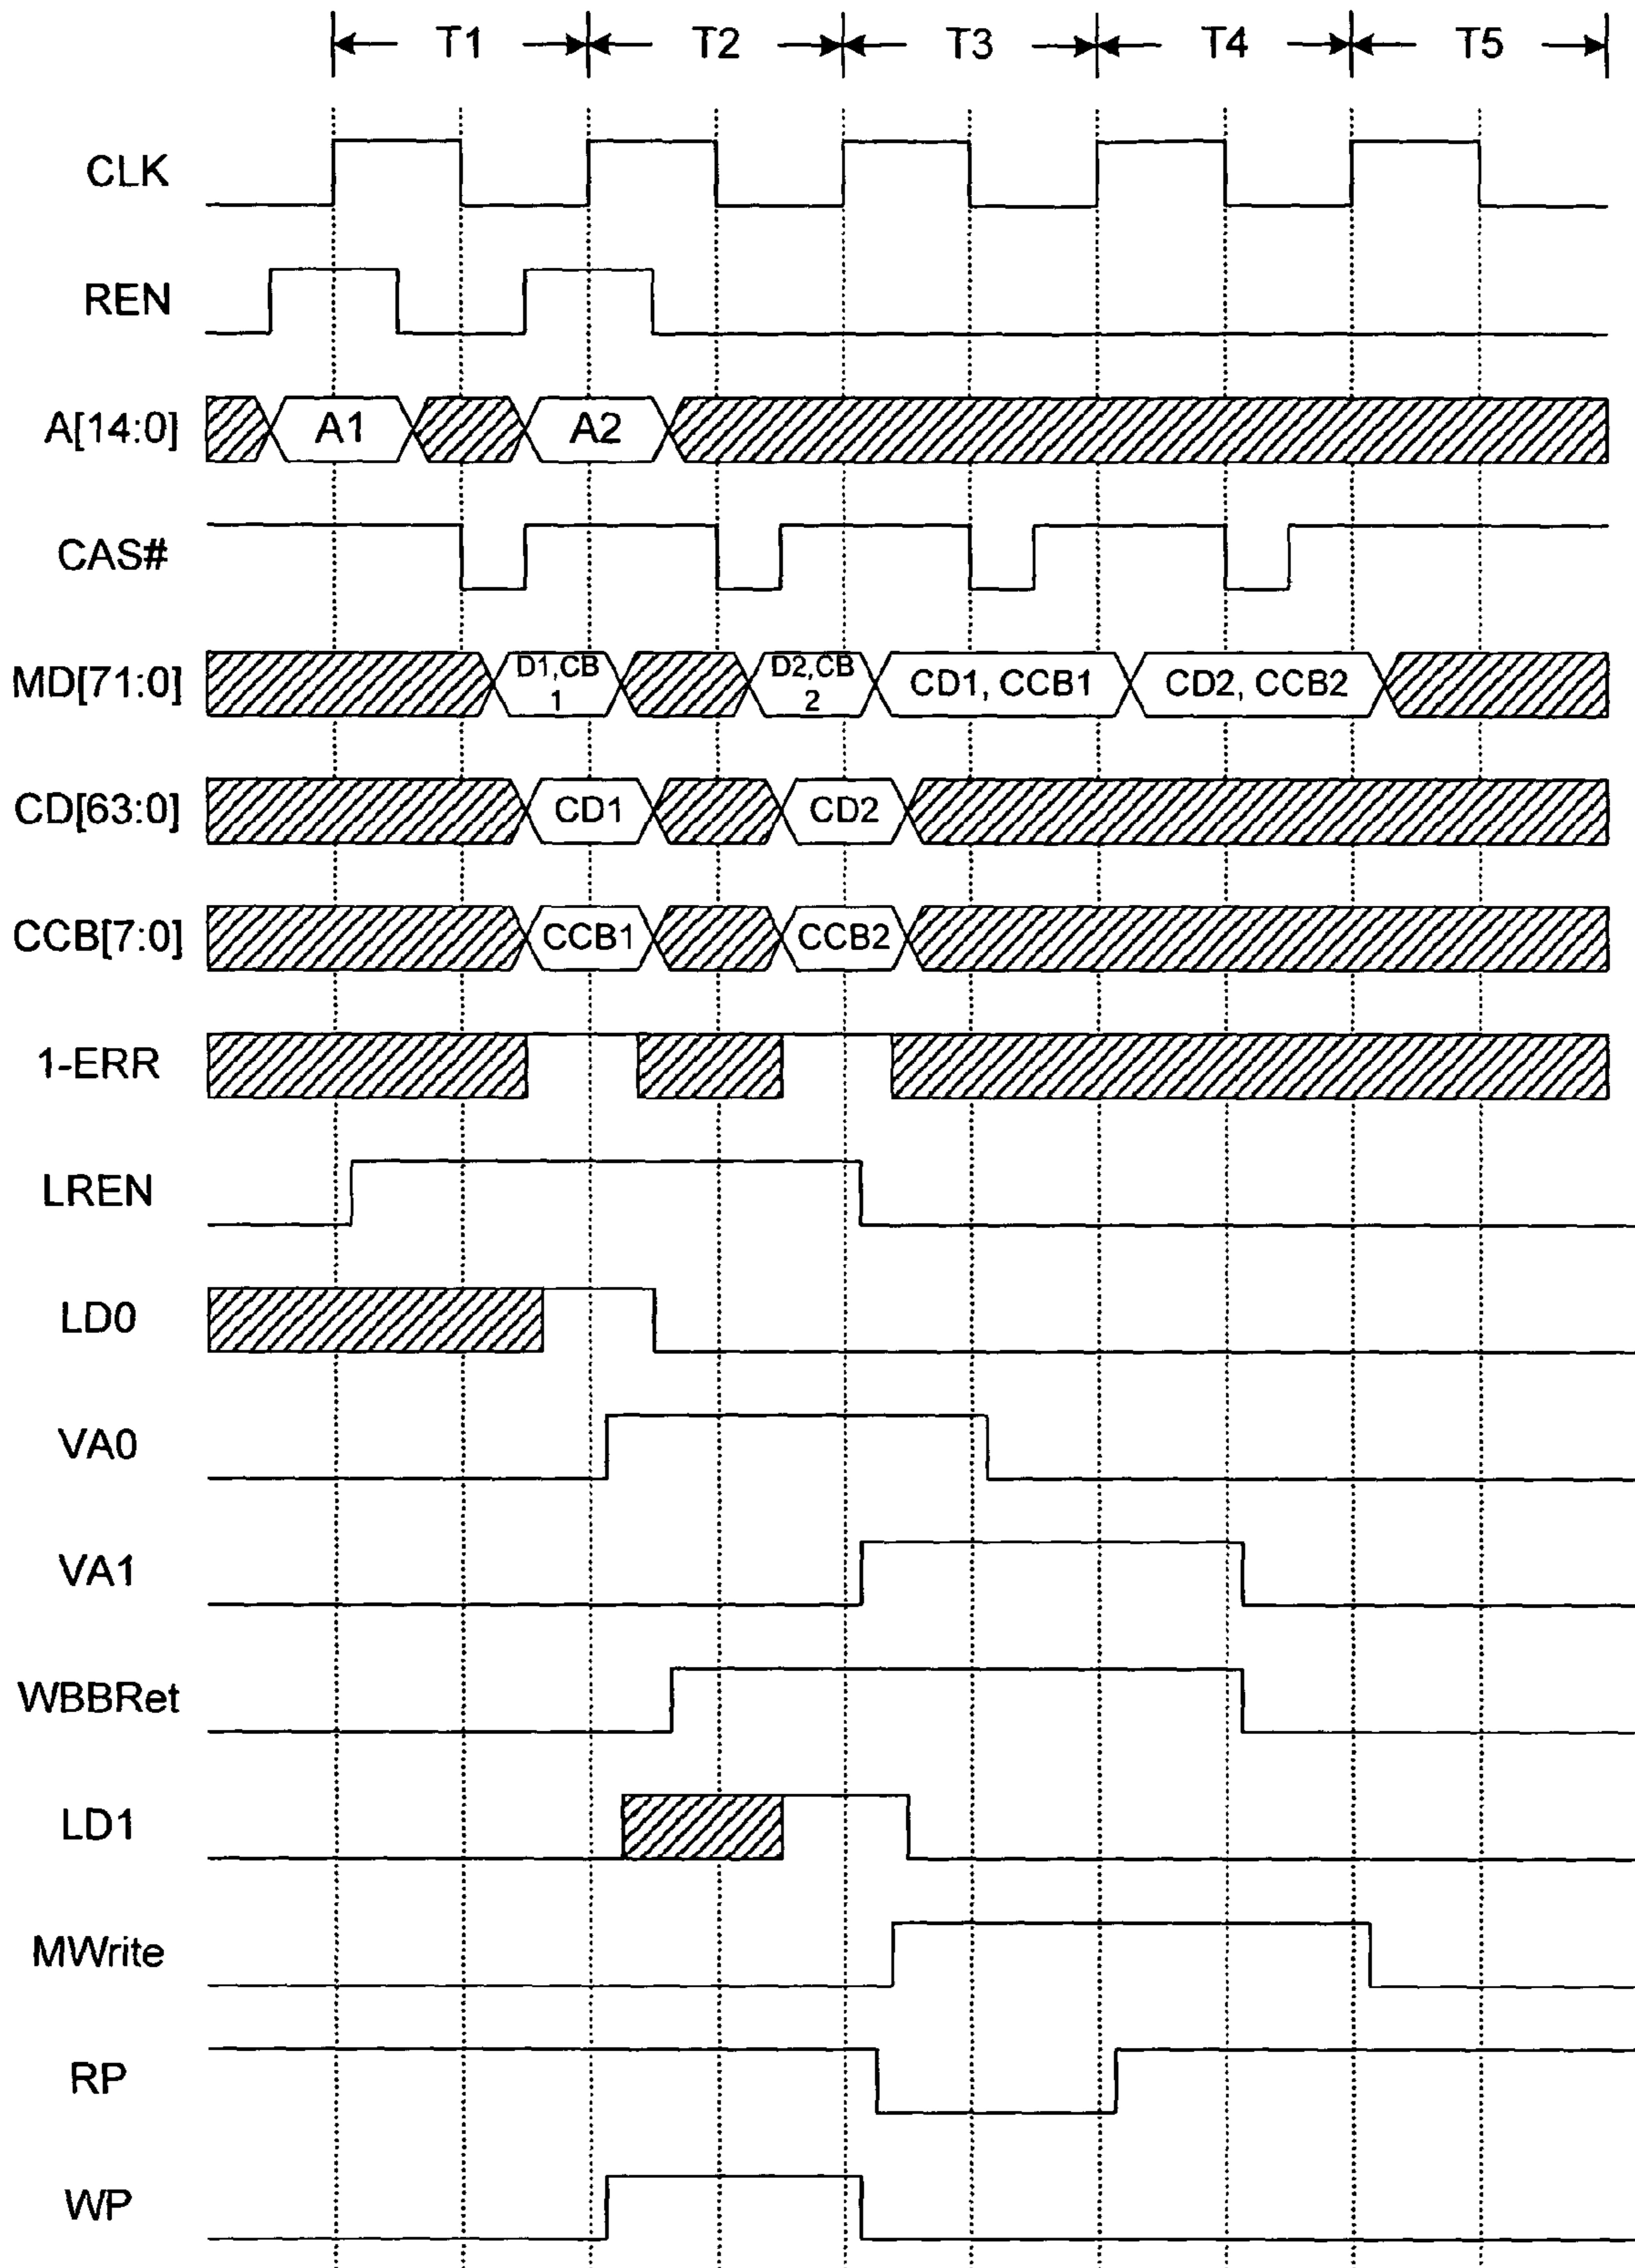 T1 T2 T3 T4 T5
CLK
REN
A[14:0] A1 A2
CAS#
MD[71:0] D1,CB D2,CB CD1, CCB1 CD2, CCB2
1 2
CD[63:0] CD1 CD2
CCB[7:0] CCB1 CCB2
1-ERR
LREN
LD0
VA0
VA1
WBBRet
LD1
MWrite
RP
WP